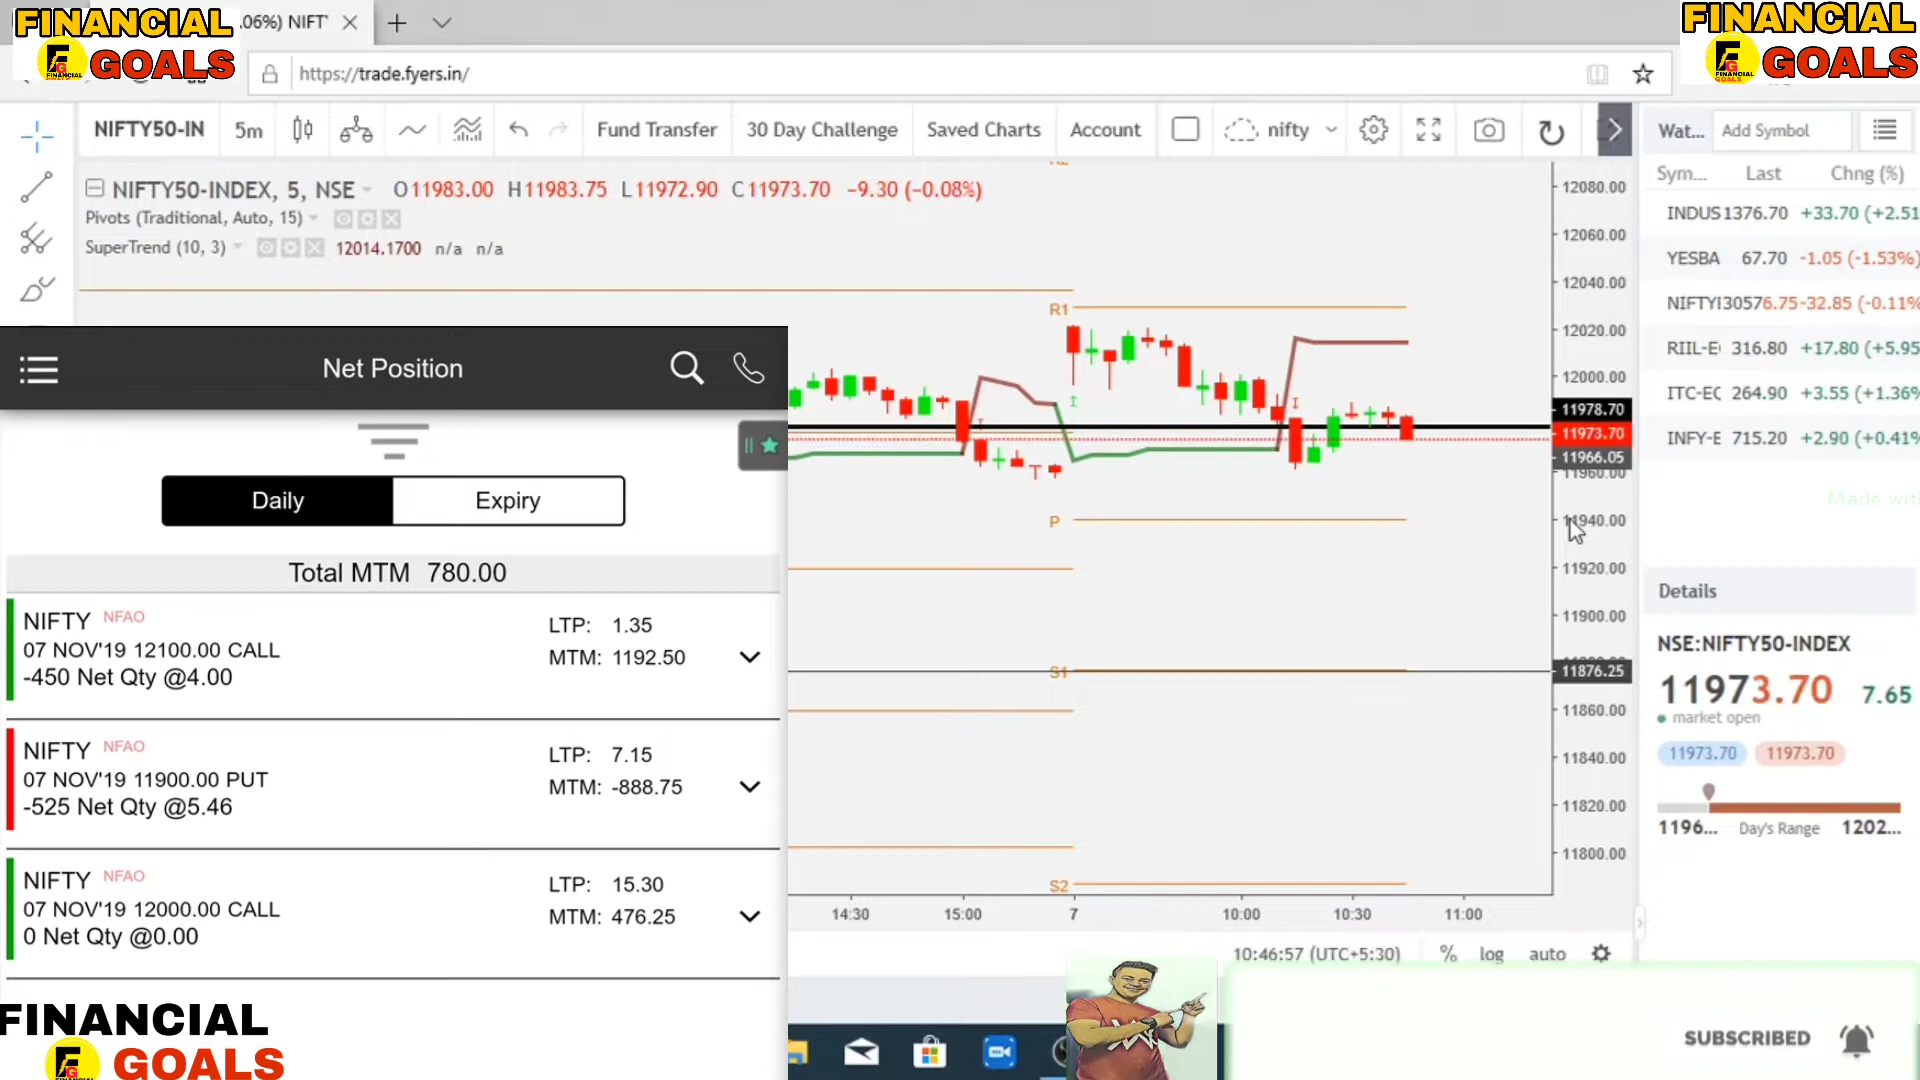 FINANCIAL
GOALS
.06%) NIFT
FINANCIAL
GOALS
https://trade.fyers.in/
NIFTY50-IN 5m Fund Transfer 30 Day Challenge Saved Charts Account nifty
Wat... Add Symbol
NIFTY50-INDEX, 5, NSE O11983.00 H11983.75 L11972.90 C11973.70 -9.30 (-0.08%)
Pivots (Traditional, Auto, 15)
SuperTrend (10, 3) 12014.1700 n/a n/a
Sym... Last Chng (%)
INDUS 1376.70 +33.70 (+2.51
YESBA 67.70 -1.05 (-1.53%)
NIFTY 30576.75 -32.85 (-0.11%
RIIL-E 316.80 +17.80 (+5.95
ITC-EQ 264.90 +3.55 (+1.36%
INFY-E 715.20 +2.90 (+0.41%
Made with
12080.00
12060.00
12040.00
12020.00
12000.00
11978.70
11973.70
11966.05
11960.00
11940.00
11920.00
11900.00
11876.25
11860.00
11840.00
11820.00
11800.00
R1
P
S1
S2
14:30 15:00 7 10:00 10:30 11:00
10:46:57 (UTC+5:30) % log auto
Net Position
Daily Expiry
Total MTM 780.00
NIFTY NFAO
07 NOV'19 12100.00 CALL
-450 Net Qty @4.00
LTP: 1.35
MTM: 1192.50
NIFTY NFAO
07 NOV'19 11900.00 PUT
-525 Net Qty @5.46
LTP: 7.15
MTM: -888.75
NIFTY NFAO
07 NOV'19 12000.00 CALL
0 Net Qty @0.00
LTP: 15.30
MTM: 476.25
Details
NSE:NIFTY50-INDEX
11973.70 7.65
market open
11973.70 11973.70
1196... Day's Range 1202...
FINANCIAL
GOALS
SUBSCRIBED